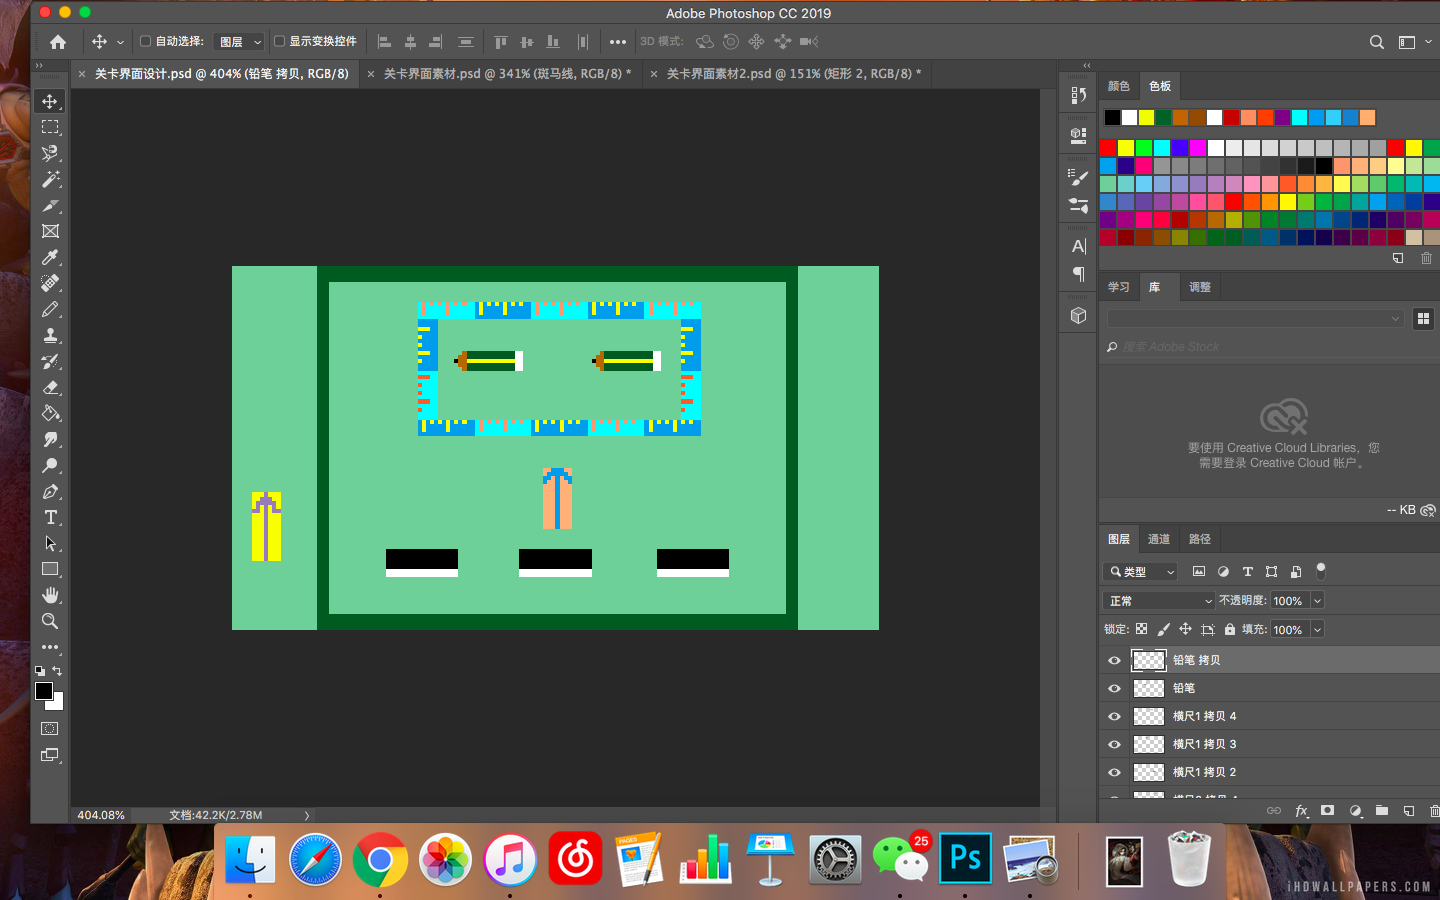 Adobe Photoshop CC 2019
自动选择: 图层 显示变换控件 3D 模式:
关卡界面设计.psd @ 404% (铅笔 拷贝, RGB/8) 关卡界面素材.psd @ 341% (斑马线, RGB/8) * 关卡界面素材2.psd @ 151% (矩形 2, RGB/8) *
颜色 色板
学习 库 调整
搜索 Adobe Stock
要使用 Creative Cloud Libraries，您
需要登录 Creative Cloud 帐户。
-- KB
图层 通道 路径
类型
正常 不透明度: 100%
锁定: 填充: 100%
铅笔 拷贝
铅笔
横尺1 拷贝 4
横尺1 拷贝 3
横尺1 拷贝 2
fx
404.08% 文档:42.2K/2.78M
PAGES
25
Ps
iHDWALLPAPERS.COM